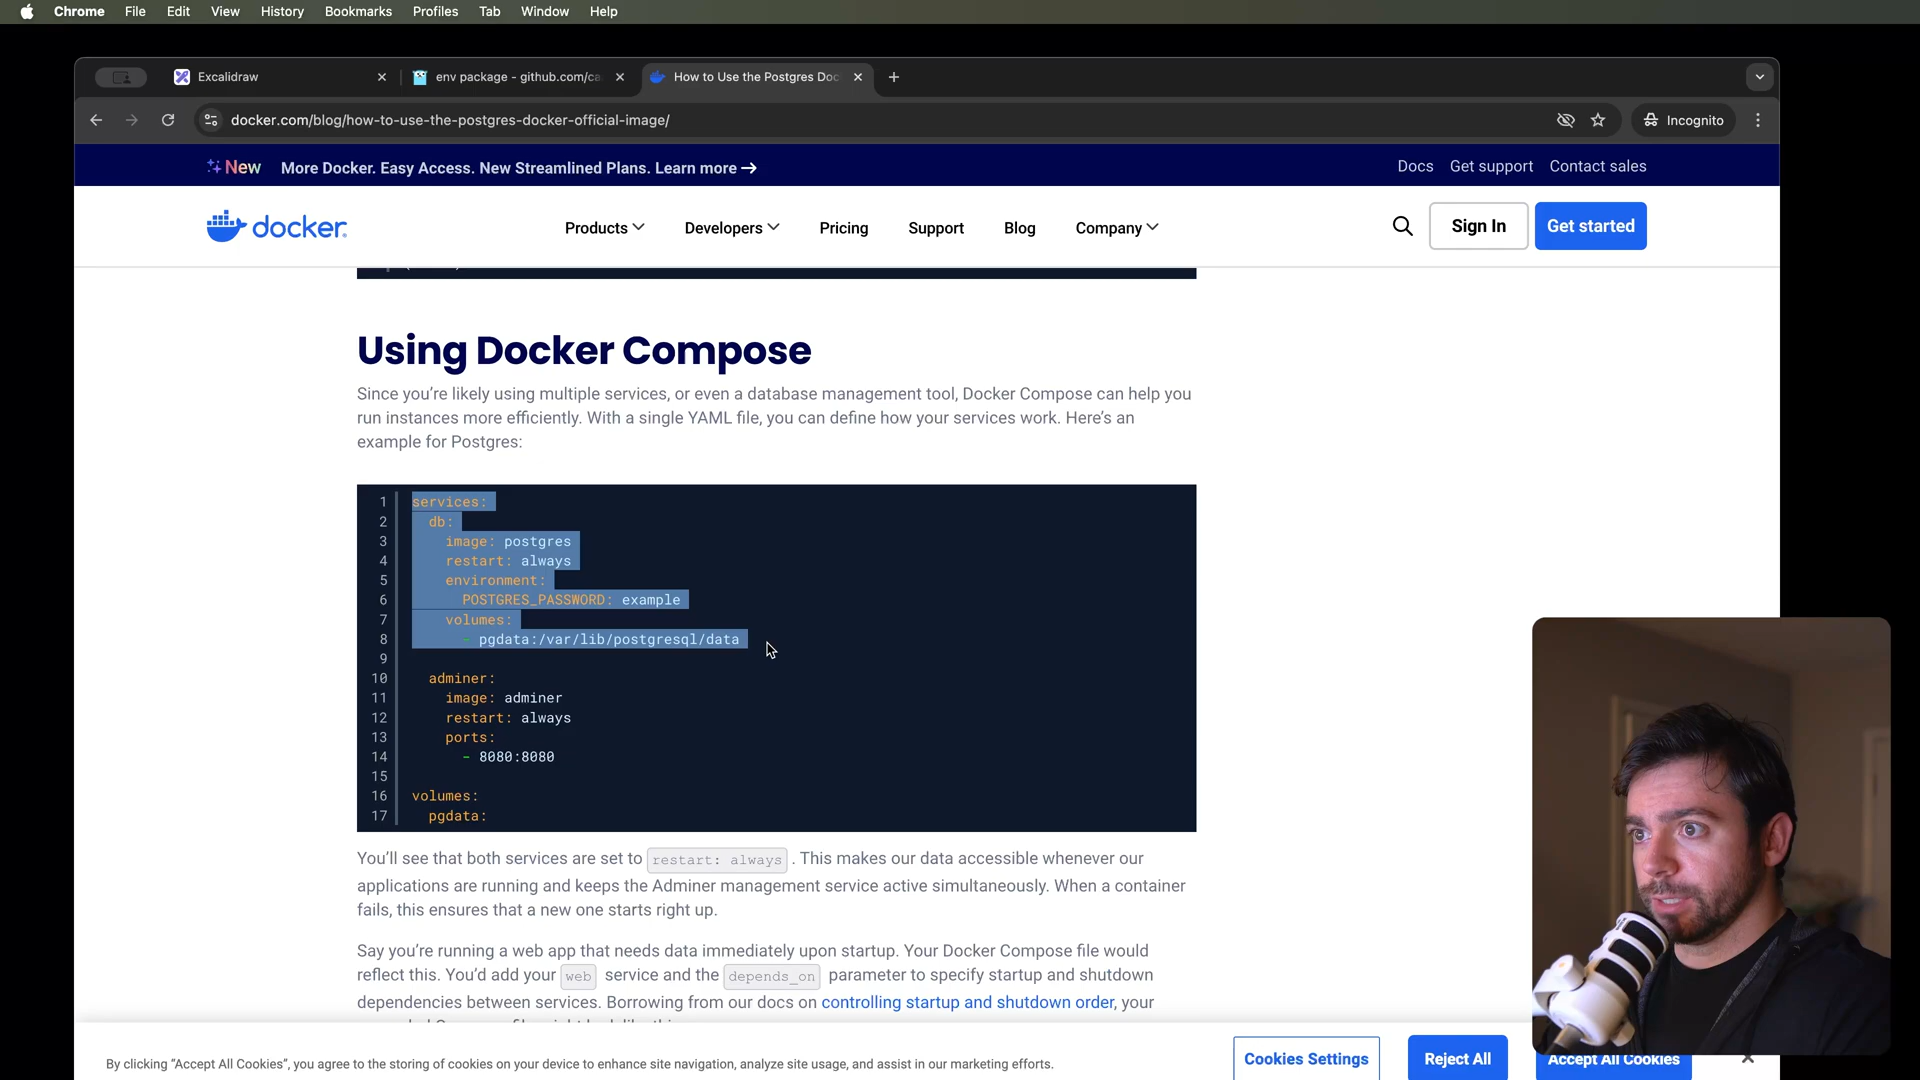 Chrome File Edit View History Bookmarks Profiles Tab Window Help
Excalidraw
env package - github.com/ca
How to Use the Postgres Doc
docker.com/blog/how-to-use-the-postgres-docker-official-image/
Incognito
New More Docker. Easy Access. New Streamlined Plans. Learn more →
Docs Get support Contact sales
docker
Products Developers Pricing Support Blog Company
Sign In
Get started
Using Docker Compose
Since you’re likely using multiple services, or even a database management tool, Docker Compose can help you
run instances more efficiently. With a single YAML file, you can define how your services work. Here’s an
example for Postgres:
1 services:
2 db:
3 image: postgres
4 restart: always
5 environment:
6 POSTGRES_PASSWORD: example
7 volumes:
8 - pgdata:/var/lib/postgresql/data
9
10 adminer:
11 image: adminer
12 restart: always
13 ports:
14 - 8080:8080
15
16 volumes:
17 pgdata:
You’ll see that both services are set to restart: always . This makes our data accessible whenever our
applications are running and keeps the Adminer management service active simultaneously. When a container
fails, this ensures that a new one starts right up.
Say you’re running a web app that needs data immediately upon startup. Your Docker Compose file would
reflect this. You’d add your web service and the depends_on parameter to specify startup and shutdown
dependencies between services. Borrowing from our docs on controlling startup and shutdown order, your
By clicking “Accept All Cookies”, you agree to the storing of cookies on your device to enhance site navigation, analyze site usage, and assist in our marketing efforts.
Cookies Settings
Reject All
Accept All Cookies